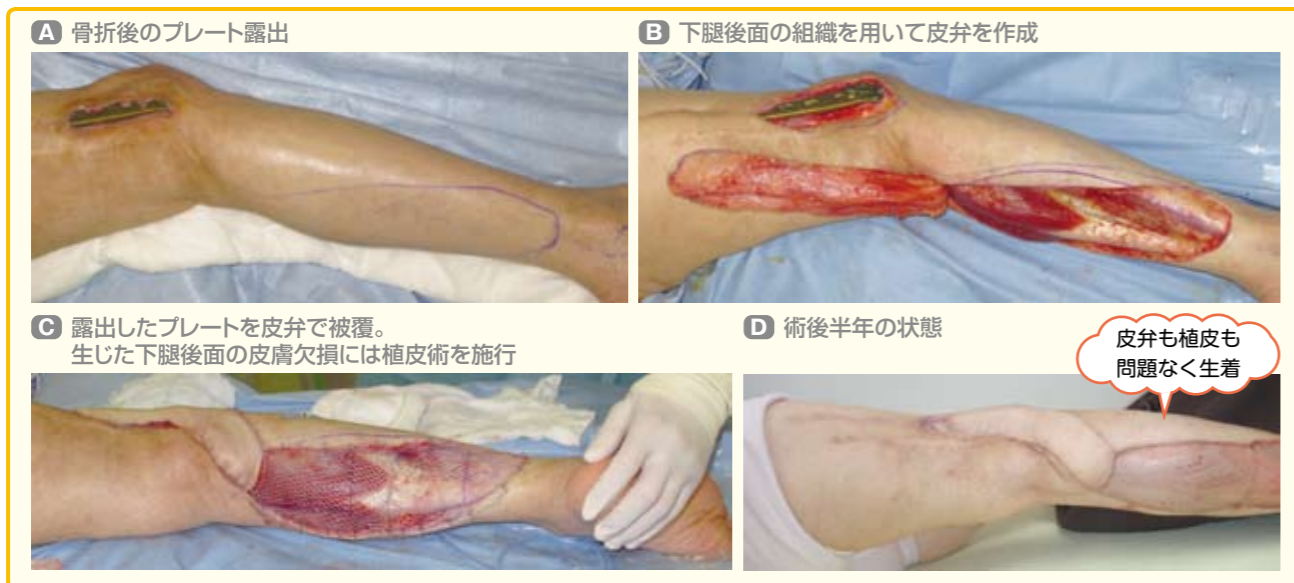 A 骨折後のプレート露出
B 下腿後面の組織を用いて皮弁を作成
C 露出したプレートを皮弁で被覆。
生じた下腿後面の皮膚欠損には植皮術を施行
D 術後半年の状態
皮弁も植皮も
問題なく生着